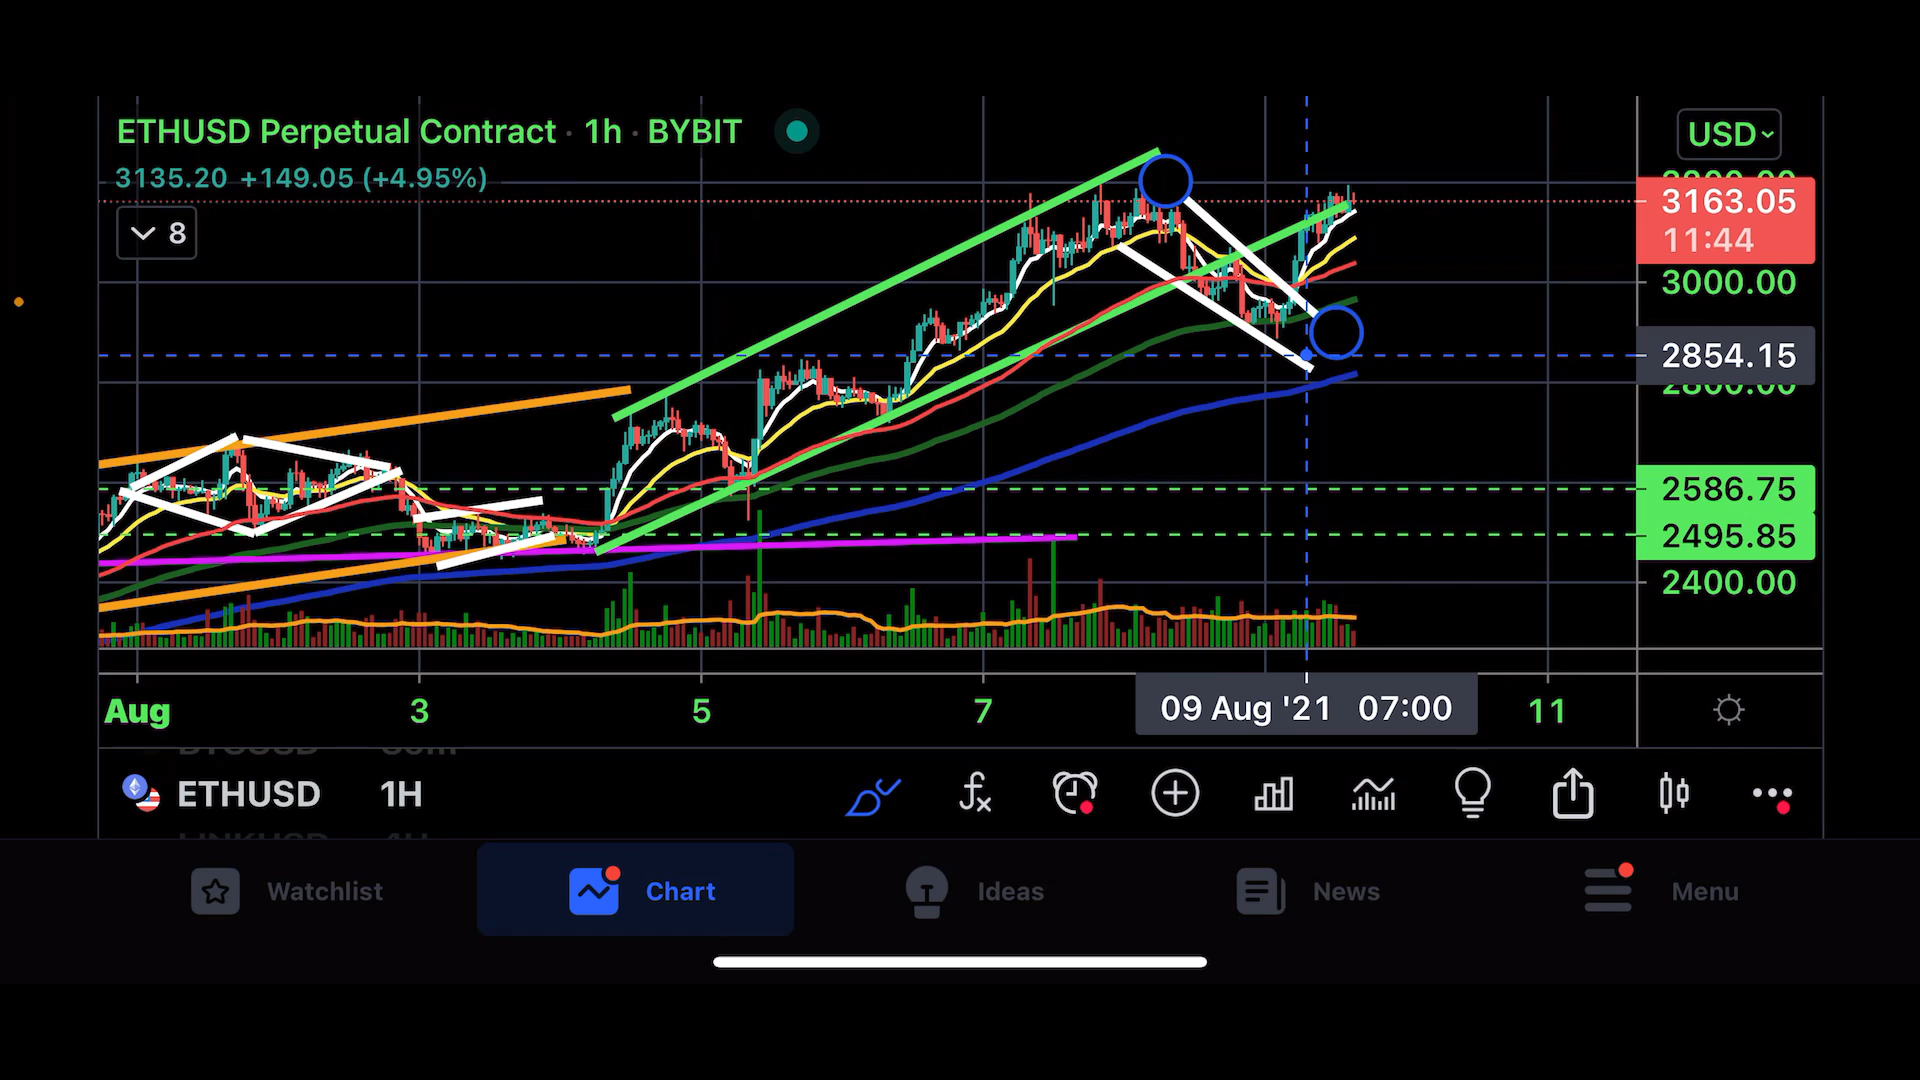 ETHUSD Perpetual Contract · 1h · BYBIT
USD
3135.20 +149.05 (+4.95%)
8
3163.05
11:44
3000.00
2854.15
2800.00
2586.75
2495.85
2400.00
Aug 3 5 7 09 Aug '21 07:00 11
ETHUSD 1H
Watchlist Chart Ideas News Menu